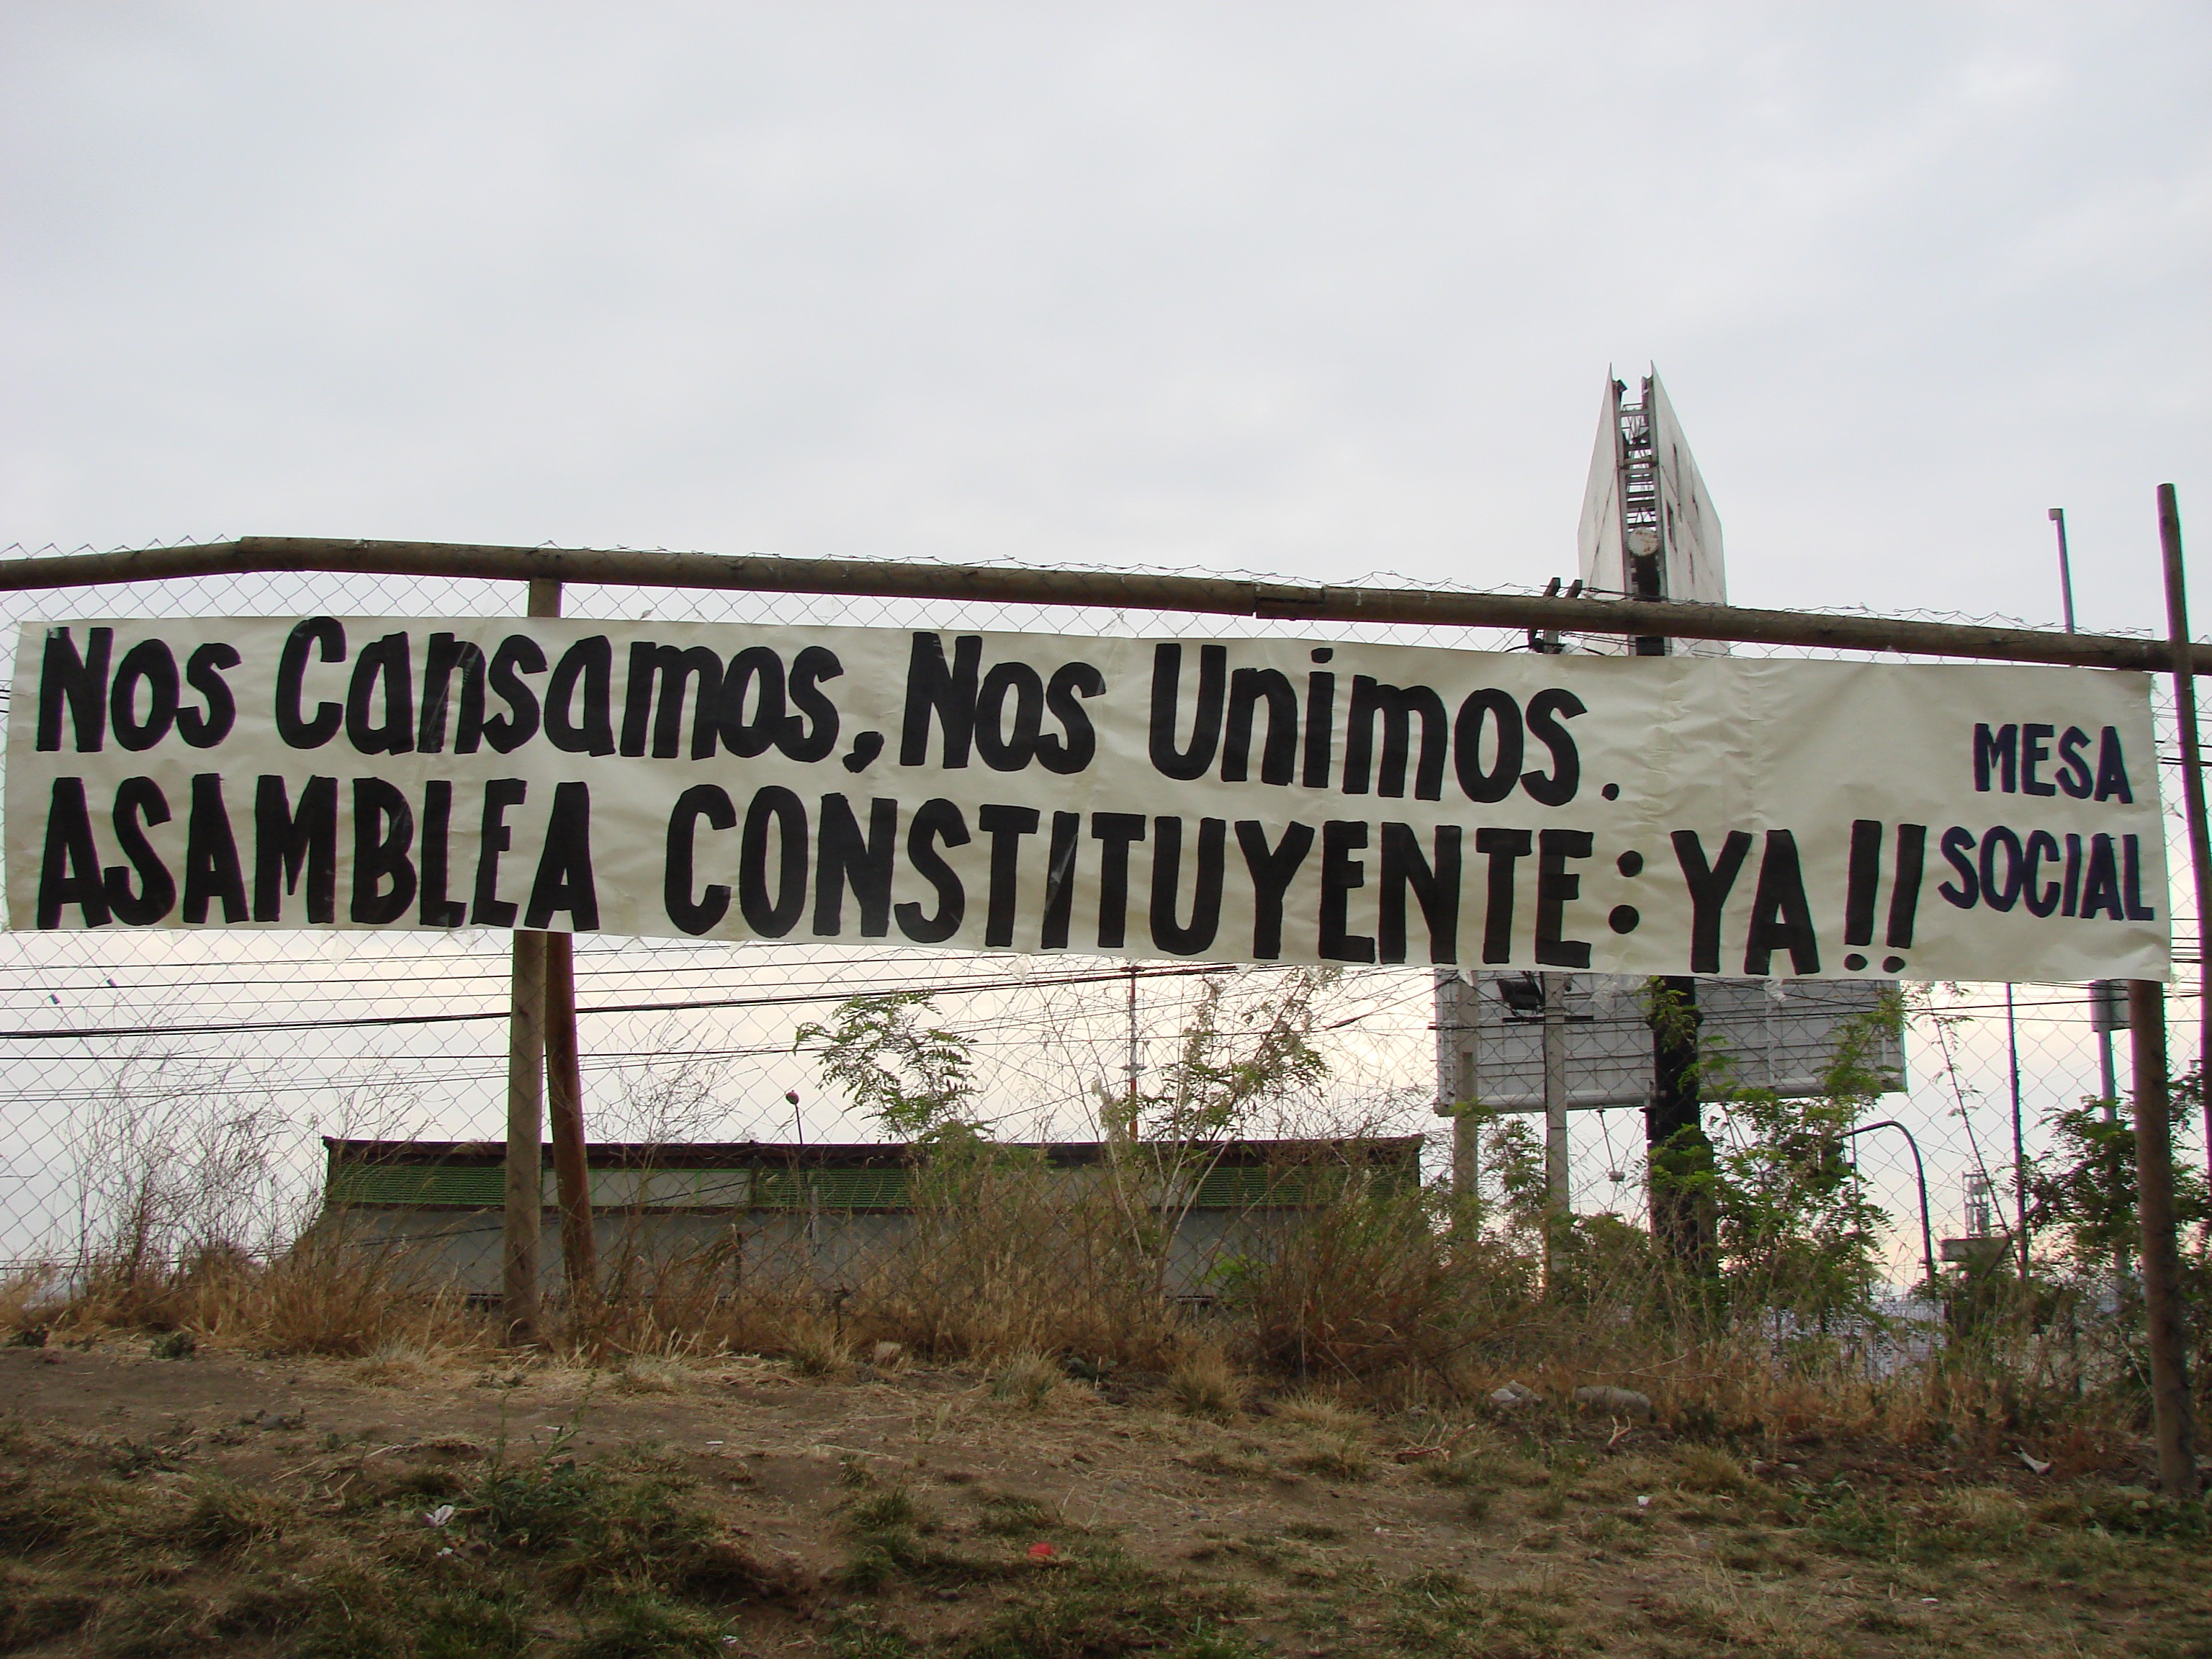 Nos Cansamos, Nos Unimos.
ASAMBLEA CONSTITUYENTE: YA!!
MESA
SOCIAL